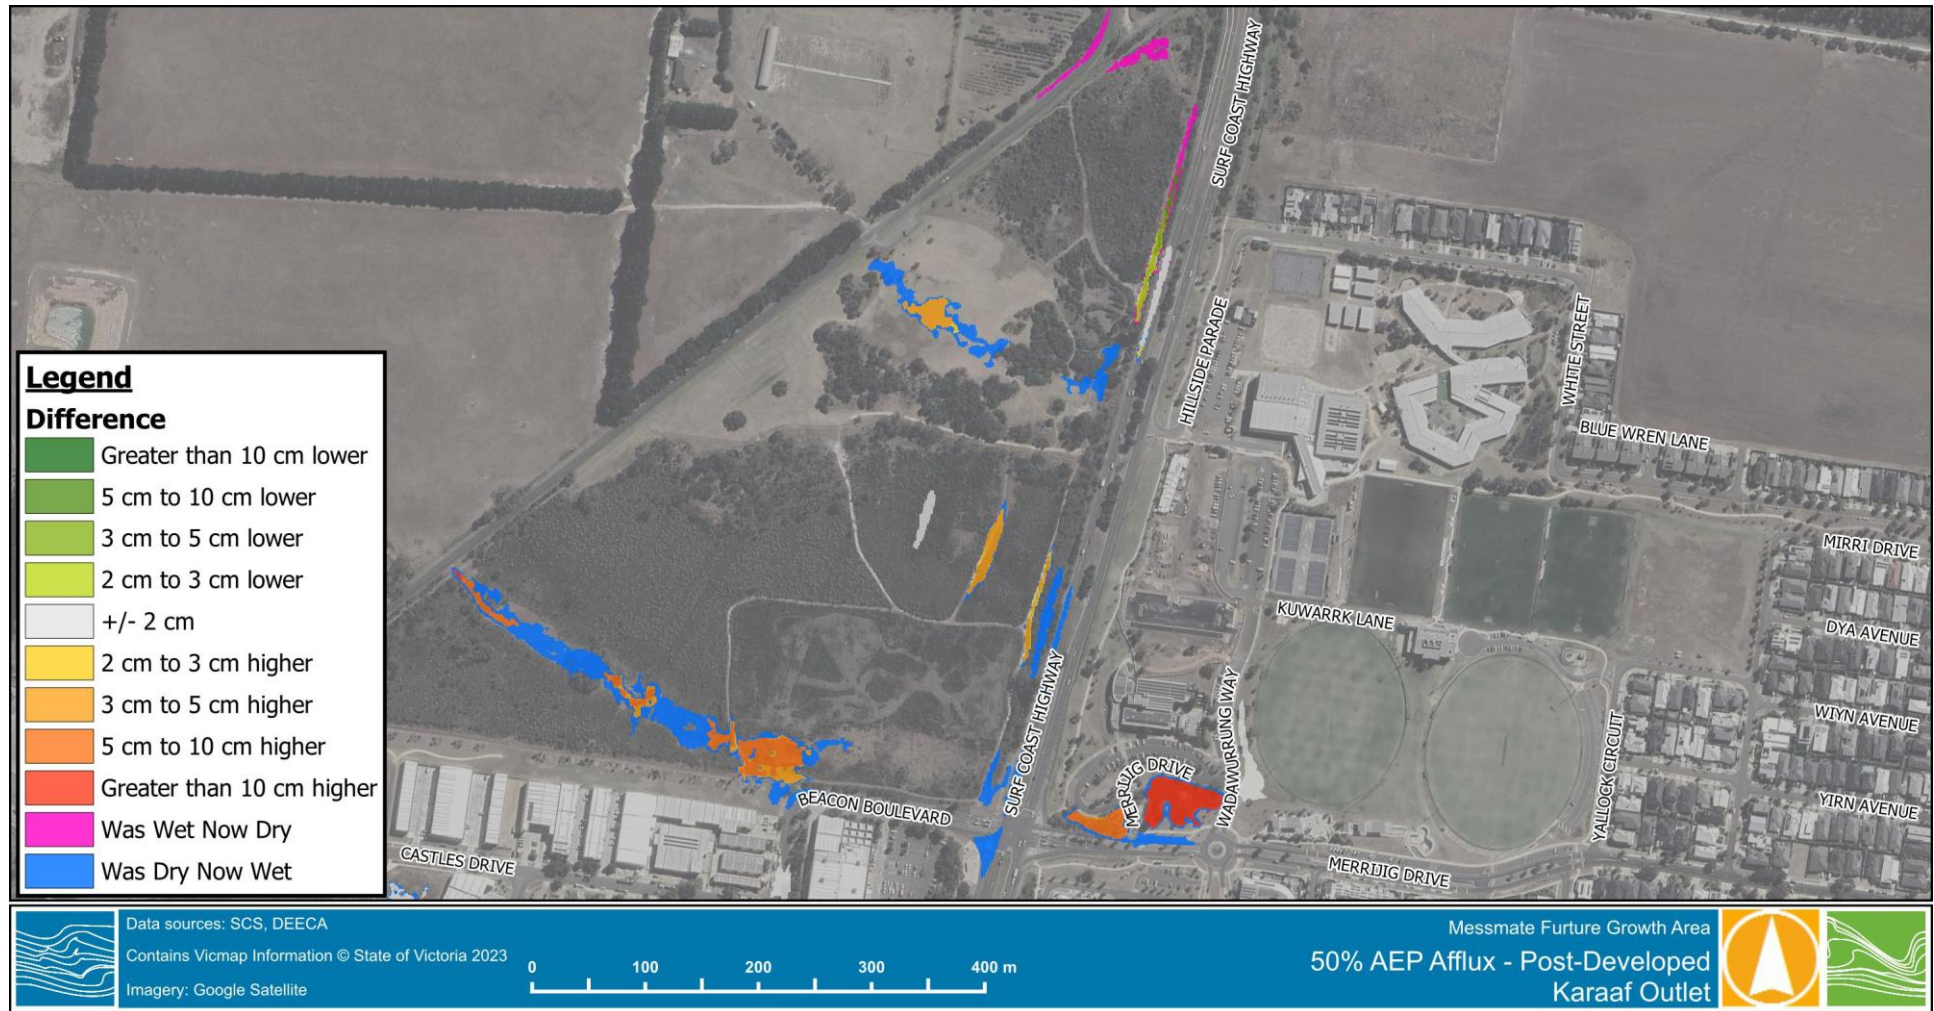 SURF COAST HIGHWAY
HILLSIDE PARADE
WHITE STREET
BLUE WREN LANE
MIRRI DRIVE
KUWARRK LANE
DYA AVENUE
SURF COAST HIGHWAY
WADAWURRUNG WAY
WIYN AVENUE
YALLOCK CIRCUIT
MERRIJIG DRIVE
BEACON BOULEVARD
YIRN AVENUE
CASTLES DRIVE
MERRIJIG DRIVE
Legend
Difference
Greater than 10 cm lower
5 cm to 10 cm lower
3 cm to 5 cm lower
2 cm to 3 cm lower
+/- 2 cm
2 cm to 3 cm higher
3 cm to 5 cm higher
5 cm to 10 cm higher
Greater than 10 cm higher
Was Wet Now Dry
Was Dry Now Wet
Data sources: SCS, DEECA
Contains Vicmap Information © State of Victoria 2023
Imagery: Google Satellite
0 100 200 300 400 m
Messmate Furture Growth Area
50% AEP Afflux - Post-Developed
Karaaf Outlet